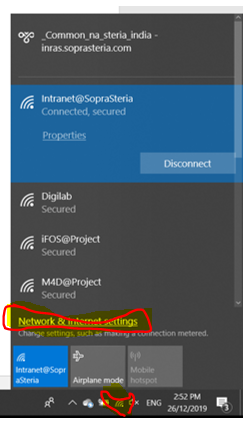 _Common_na_steria_india -
inras.soprasteria.com
Intranet@SopraSteria
Connected, secured
Properties
Disconnect
Digilab
Secured
iFOS@Project
Secured
M4D@Project
Secured
Network & Internet settings
Change settings, such as making a connection metered.
Intranet@Sopr
aSteria
Airplane mode
Mobile
hotspot
ENG
2:52 PM
26/12/2019
3